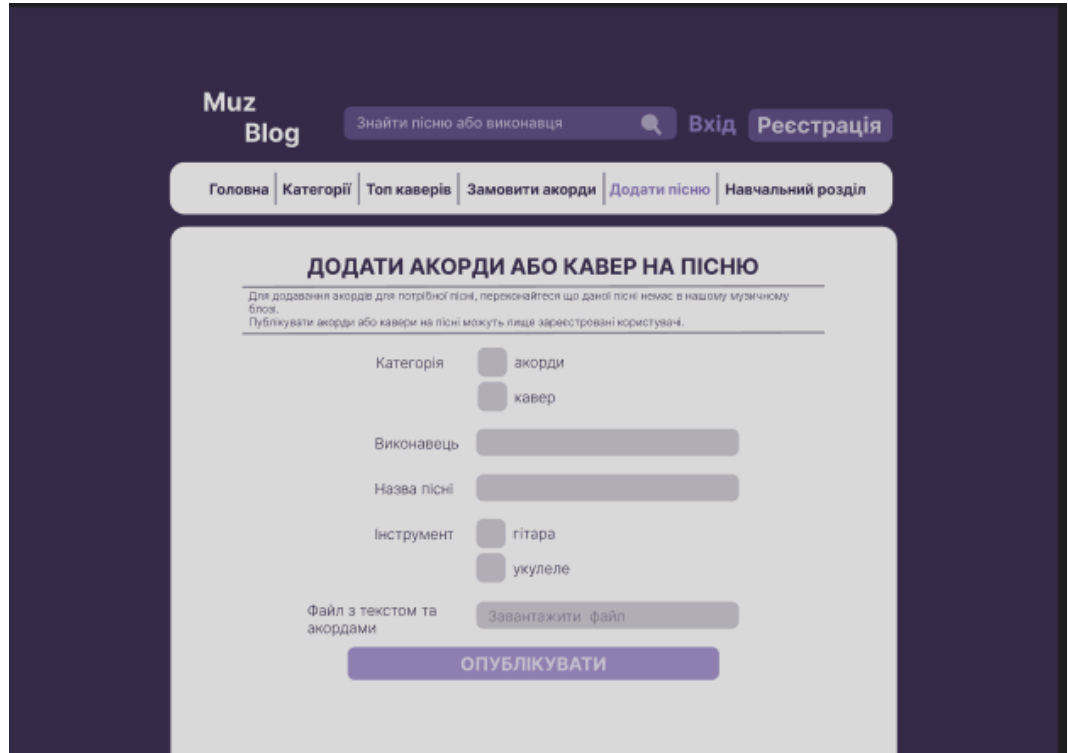 Muz
Blog
Знайти пісню або виконавця
Вхід
Реєстрація
Головна
Категорії
Топ каверів
Замовити акорди
Додати пісню
Навчальний розділ
ДОДАТИ АКОРДИ АБО КАВЕР НА ПІСНЮ
Для додавання акордів для потрібної пісні, переконайтеся що даної пісні немає в нашому музичному
блозі.
Публікувати акорди або кавери на пісні можуть лише зареєстровані користувачі.
Категорія
акорди
кавер
Виконавець
Назва пісні
Інструмент
гітара
укулеле
Файл з текстом та
акордами
Завантажити файл
ОПУБЛІКУВАТИ